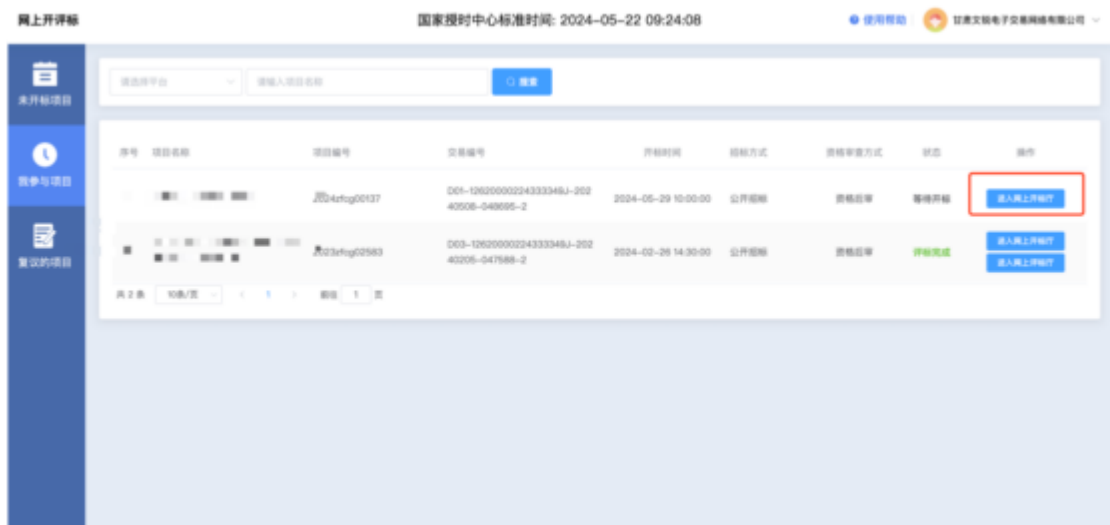 网上开评标
国家授时中心标准时间: 2024-05-22 09:24:08
使用帮助
甘肃文锐电子交易网络有限公司
未开标项目
我参与项目
复议的项目
请选择平台
请输入项目名称
搜索
序号 项目名称 项目编号 交易编号 开标时间 招标方式 资格审查方式 状态 操作
2024zfcg00137
D01-12620000224333349J-202
40508-048695-2
2024-05-29 10:00:00
公开招标
资格后审
等待开标
进入网上开标厅
2023zfcg02563
D03-12620000224333349J-202
40205-047588-2
2024-02-26 14:30:00
公开招标
资格后审
评标完成
进入网上开标厅
进入网上评标厅
共 2 条 10条/页 < 1 > 前往 1 页